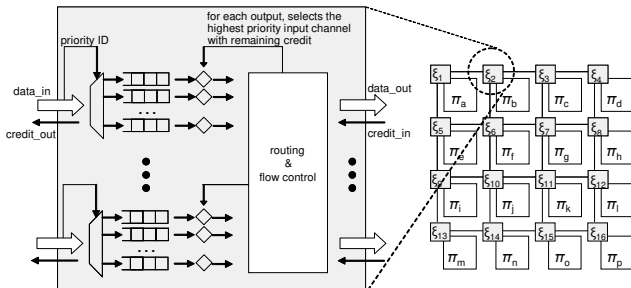 for each output, selects the
highest priority input channel
with remaining credit
priority ID
data_in
credit_out
...
data_out
credit_in
routing
&
flow control
...
ξ1 ξ2 ξ3 ξ4
πa πb πc πd
ξ5 ξ6 ξ7 ξ8
πe πf πg πh
ξ9 ξ10 ξ11 ξ12
πi πj πk πl
ξ13 ξ14 ξ15 ξ16
πm πn πo πp